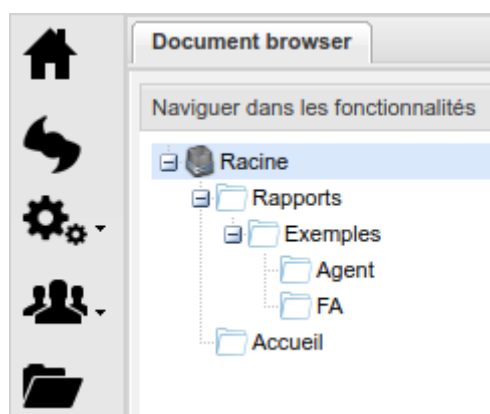 Document browser
Naviguer dans les fonctionnalités
Racine
Rapports
Exemples
Agent
FA
Accueil